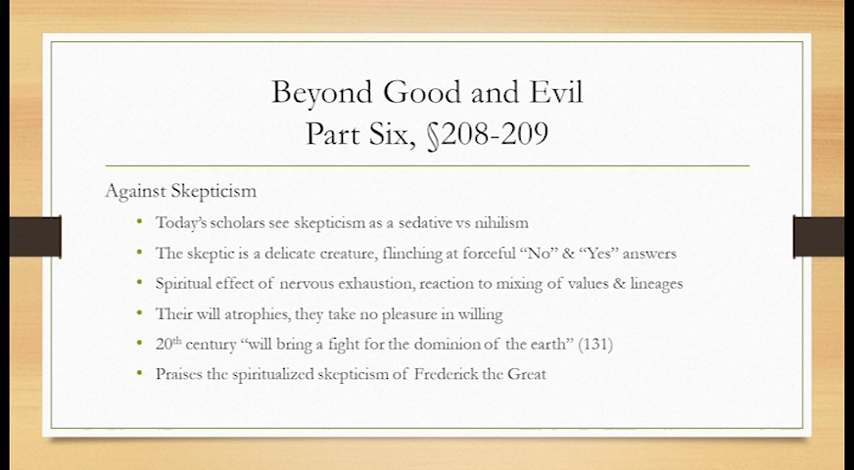 Beyond Good and Evil
Part Six, §208-209
Against Skepticism
• Today's scholars see skepticism as a sedative vs nihilism
• The skeptic is a delicate creature, flinching at forceful “No” & “Yes” answers
• Spiritual effect of nervous exhaustion, reaction to mixing of values & lineages
• Their will atrophies, they take no pleasure in willing
• 20th century “will bring a fight for the dominion of the earth” (131)
• Praises the spiritualized skepticism of Frederick the Great